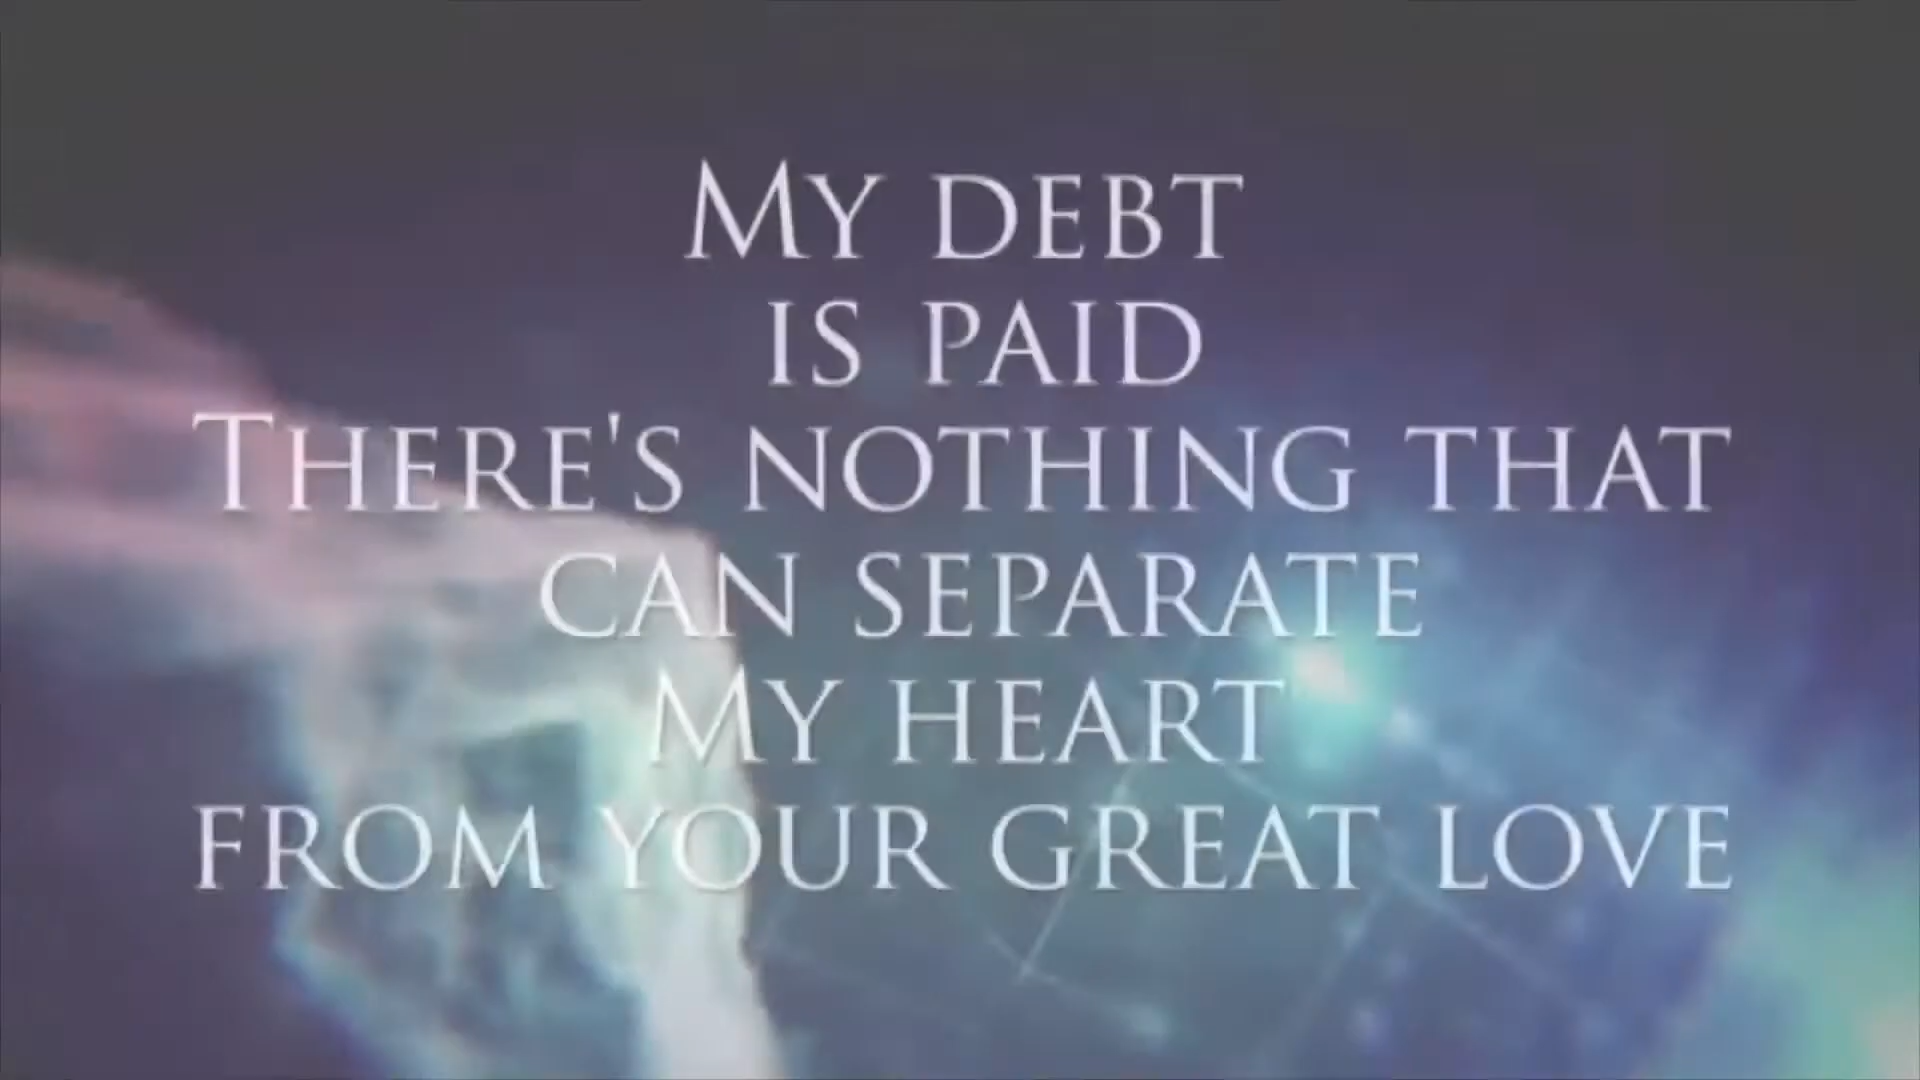 My debt
is paid
There's nothing that
can separate
My heart
from your great love